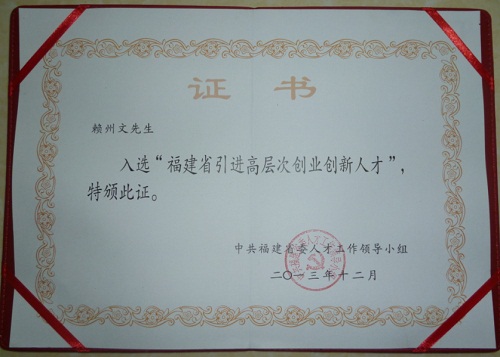 证书
赖州文先生
入选“福建省引进高层次创业创新人才”，
特颁此证。
中共福建省委人才工作领导小组
二〇一三年十二月